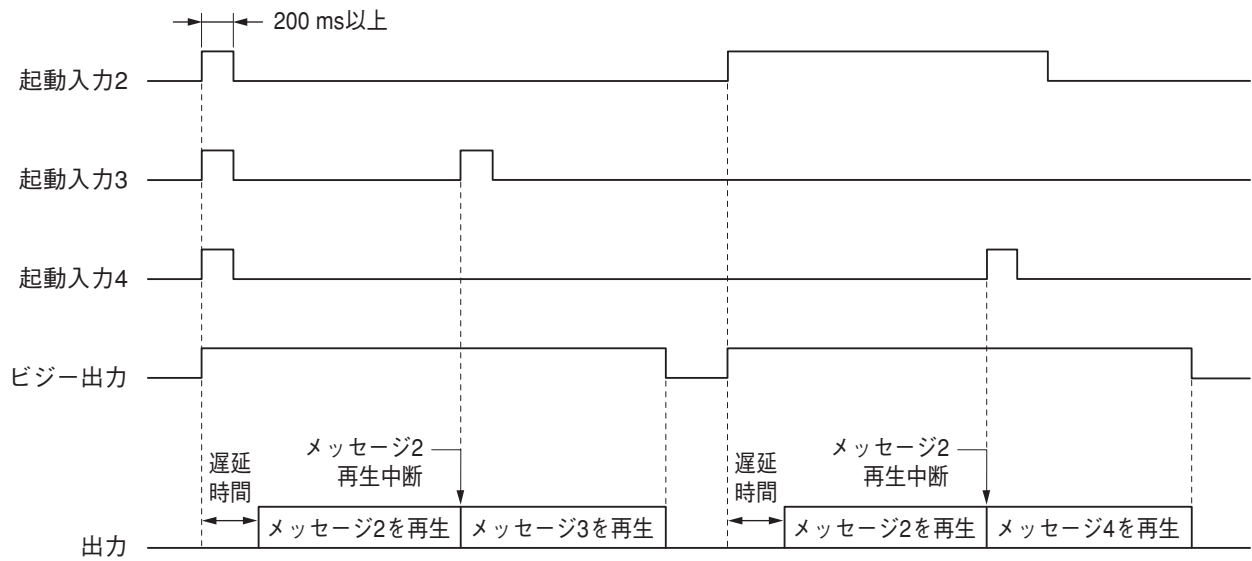 200 ms以上
起動入力2
起動入力3
起動入力4
ビジー出力
遅延
時間
メッセージ2
再生中断
遅延
時間
メッセージ2
再生中断
メッセージ2を再生
メッセージ3を再生
メッセージ2を再生
メッセージ4を再生
出力